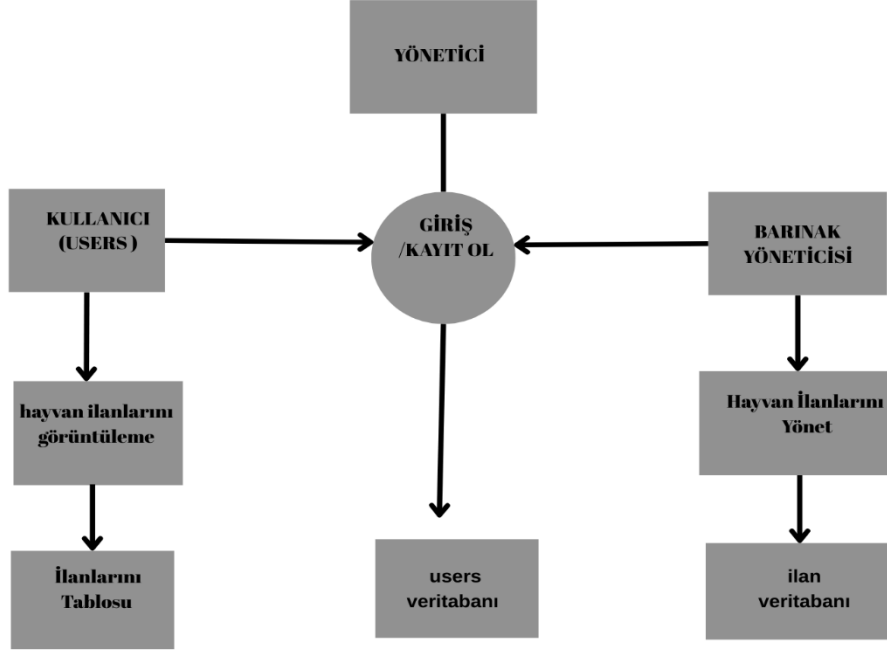 YÖNETİCİ
KULLANICI
(USERS )
GİRİŞ
/KAYIT OL
BARINAK
YÖNETİCİSİ
hayvan ilanlarını
görüntüleme
Hayvan İlanlarını
Yönet
İlanlarını
Tablosu
users
veritabanı
ilan
veritabanı